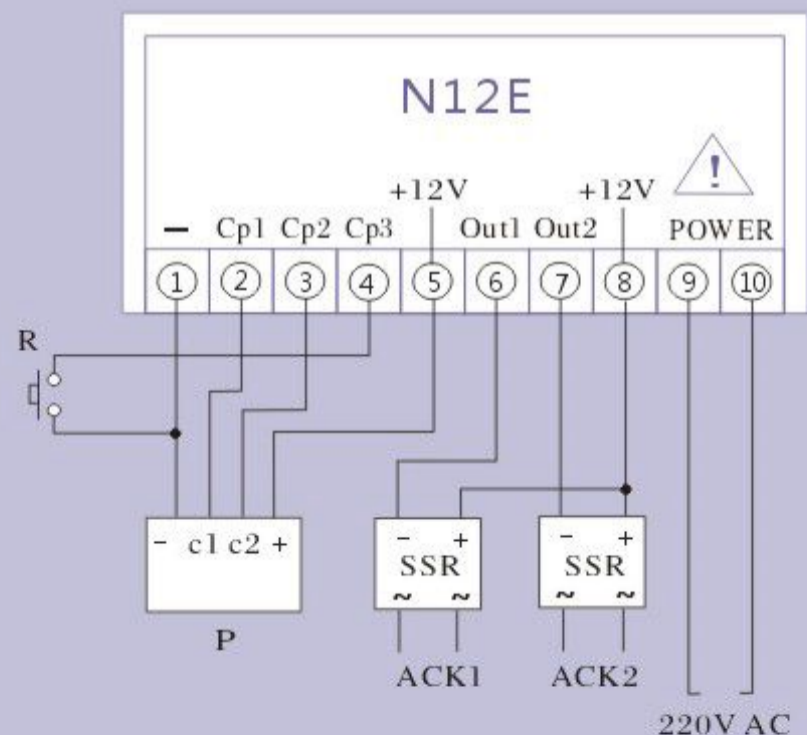 N12E
!
+12V +12V
— Cp1 Cp2 Cp3 Out1 Out2 POWER
1 2 3 4 5 6 7 8 9 10
R
- c1 c2 + - + - +
SSR SSR
~ ~ ~ ~
P
ACK1 ACK2
220V AC